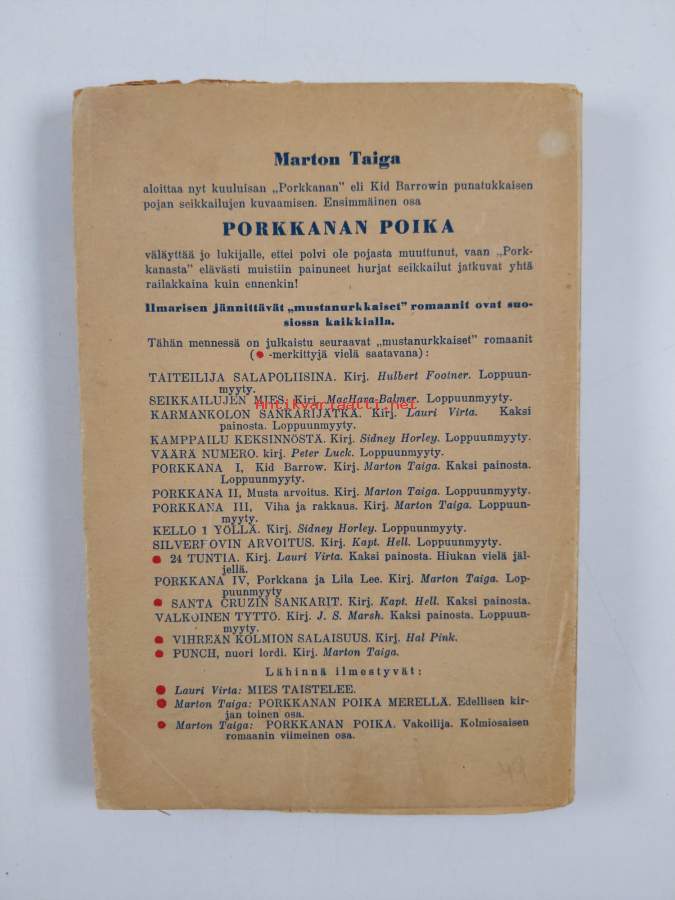 Marton Taiga
aloittaa nyt kuuluisan „Porkkanan” eli Kid Barrowin punatukkaisen
pojan seikkailujen kuvaamisen. Ensimmäinen osa
PORKKANAN POIKA
väläyttää jo lukijalle, ettei polvi ole pojasta muuttunut, vaan „Pork-
kanasta” elävästi muistiin painuneet hurjat seikkailut jatkuvat yhtä
railakkaina kuin ennenkin!
Ilmarisen jännittävät „mustanurkkaiset” romaanit ovat suo-
siossa kaikkialla.
Tähän mennessä on julkaistu seuraavat „mustanurkkaiset” romaanit
(● -merkittyjä vielä saatavana):
TAITEILIJA SALAPOLIISINA. Kirj. Hulbert Footner. Loppuun-
myyty.
SEIKKAILUJEN MIES. Kirj. MacHara-Balmer. Loppuunmyyty.
Antikvariaatti.net
KARMANKOLON SANKARIJATKA. Kirj. Lauri Virta. Kaksi
painosta. Loppuunmyyty.
KAMPPAILU KEKSINNÖSTÄ. Kirj. Sidney Horley. Loppuunmyyty.
VÄÄRÄ NUMERO. kirj. Peter Luck. Loppuunmyyty.
PORKKANA I, Kid Barrow. Kirj. Marton Taiga. Kaksi painosta.
Loppuunmyyty.
PORKKANA II, Musta arvoitus. Kirj. Marton Taiga. Loppuunmyyty.
PORKKANA III, Viha ja rakkaus. Kirj. Marton Taiga. Loppuun-
myyty.
KELLO 1 YÖLLÄ. Kirj. Sidney Horley. Loppuunmyyty.
SILVERHOVIN ARVOITUS. Kirj. Kapt. Hell. Loppuunmyyty.
● 24 TUNTIA. Kirj. Lauri Virta. Kaksi painosta. Hiukan vielä jäl-
jellä.
PORKKANA IV, Porkkana ja Lila Lee. Kirj. Marton Taiga. Lop-
puunmyyty
● SANTA CRUZIN SANKARIT. Kirj. Kapt. Hell. Kaksi painosta.
VALKOINEN TYTTÖ. Kirj. J. S. Marsh. Kaksi painosta. Loppuun-
myyty.
● VIHREÄN KOLMION SALAISUUS. Kirj. Hal Pink.
● PUNCH, nuori lordi. Kirj. Marton Taiga.
Lähinnä ilmestyvät:
● Lauri Virta: MIES TAISTELEE.
● Marton Taiga: PORKKANAN POIKA MERELLÄ. Edellisen kir-
jan toinen osa.
● Marton Taiga: PORKKANAN POIKA. Vakoilija. Kolmiosaisen
romaanin viimeinen osa.